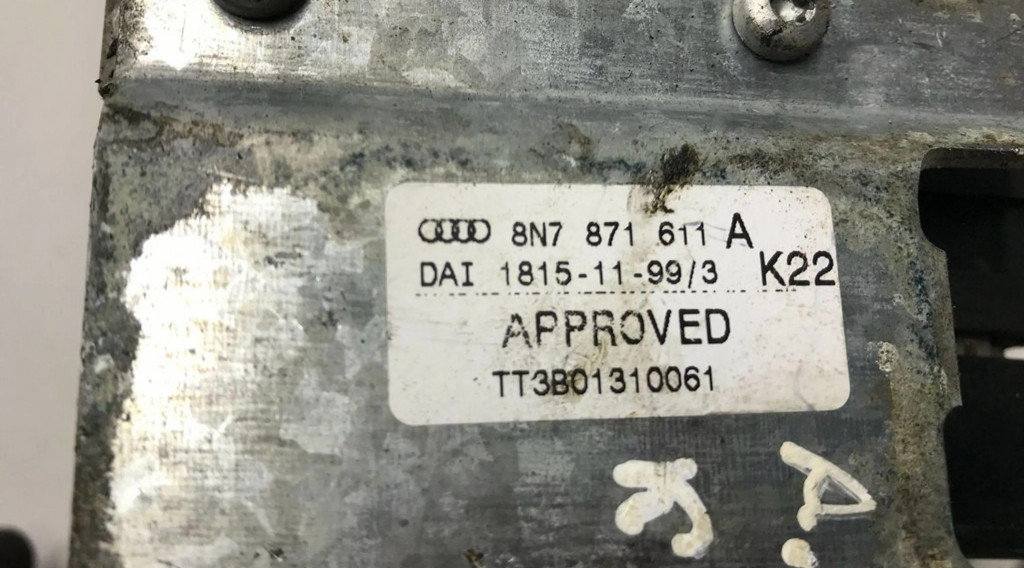 8N7 871 611 A
DAI 1815-11-99/3 K22
APPROVED
TT3B01310061